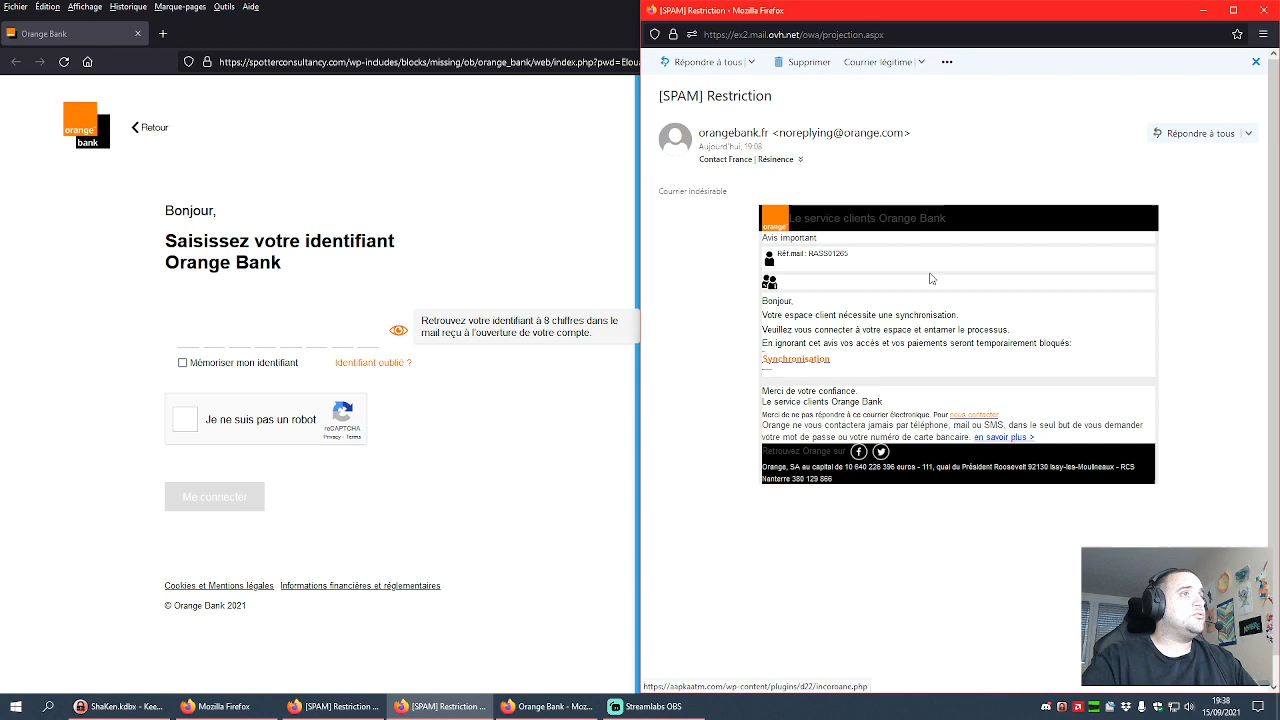 Fichier Édition Affichage Historique Marque-pages Outils Aide
Orange Bank
https://spotterconsultancy.com/wp-includes/blocks/missing/ob/orange_bank/web/index.php?pwd=Eloua
orange
bank
Retour
Bonjour,
Saisissez votre identifiant
Orange Bank
Retrouvez votre identifiant à 8 chiffres dans le
mail reçu à l'ouverture de votre compte.
Mémoriser mon identifiant
Identifiant oublié ?
Je ne suis pas un robot
reCAPTCHA
Privacy - Terms
Me connecter
Cookies et Mentions légales Informations financières et réglementaires
© Orange Bank 2021
[SPAM] Restriction - Mozilla Firefox
https://ex2.mail.ovh.net/owa/projection.aspx
Répondre à tous Supprimer Courrier légitime
[SPAM] Restriction
orangebank.fr <noreplying@orange.com>
Aujourd'hui, 19:08
Contact France | Résinence
Répondre à tous
Courrier indésirable
orange
Le service clients Orange Bank
Avis important
Réf.mail : RASS01265
Bonjour,
Votre espace client nécessite une synchronisation.
Veuillez vous connecter à votre espace et entamer le processus.
En ignorant cet avis vos accés et vos paiements seront temporairement bloqués:
Synchronisation
Merci de votre confiance.
Le service clients Orange Bank
Merci de ne pas répondre à ce courrier électronique. Pour nous contacter
Orange ne vous contactera jamais par téléphone, mail ou SMS, dans le seul but de vous demander
votre mot de passe ou votre numéro de carte bancaire. en savoir plus >
Retrouvez Orange sur
Orange, SA au capital de 10 640 226 396 euros - 111, quai du Président Roosevelt 92130 Issy-les-Moulineaux - RCS
Nanterre 380 129 866
https://aapkaatm.com/wp-content/plugins/d22/incoroane.php
Shaker kalib - Kee... Mozilla Firefox [SPAM] Restriction ... [SPAM] Restriction ... Orange Bank - Mo... Streamlabs OBS
19:38
15/09/2021